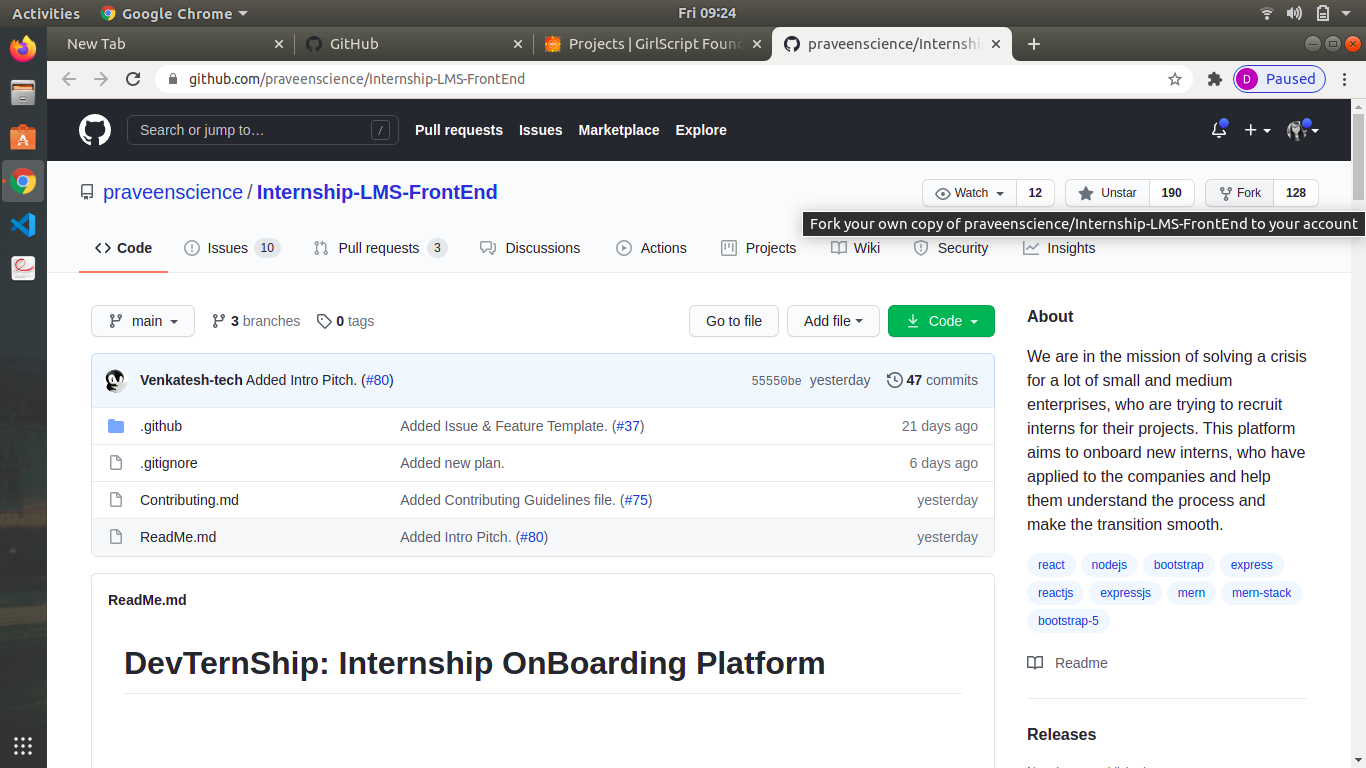 Activities Google Chrome Fri 09:24
New Tab GitHub Projects | GirlScript Foun praveenscience/Internshi
github.com/praveenscience/Internship-LMS-FrontEnd D Paused
Search or jump to… / Pull requests Issues Marketplace Explore
praveenscience / Internship-LMS-FrontEnd Watch 12 Unstar 190 Fork 128
Fork your own copy of praveenscience/Internship-LMS-FrontEnd to your account
Code Issues 10 Pull requests 3 Discussions Actions Projects Wiki Security Insights
main 3 branches 0 tags Go to file Add file Code
Venkatesh-tech Added Intro Pitch. (#80) 55550be yesterday 47 commits
.github Added Issue & Feature Template. (#37) 21 days ago
.gitignore Added new plan. 6 days ago
Contributing.md Added Contributing Guidelines file. (#75) yesterday
ReadMe.md Added Intro Pitch. (#80) yesterday
ReadMe.md
DevTernShip: Internship OnBoarding Platform
About
We are in the mission of solving a crisis
for a lot of small and medium
enterprises, who are trying to recruit
interns for their projects. This platform
aims to onboard new interns, who have
applied to the companies and help
them understand the process and
make the transition smooth.
react nodejs bootstrap express
reactjs expressjs mern mern-stack
bootstrap-5
Readme
Releases